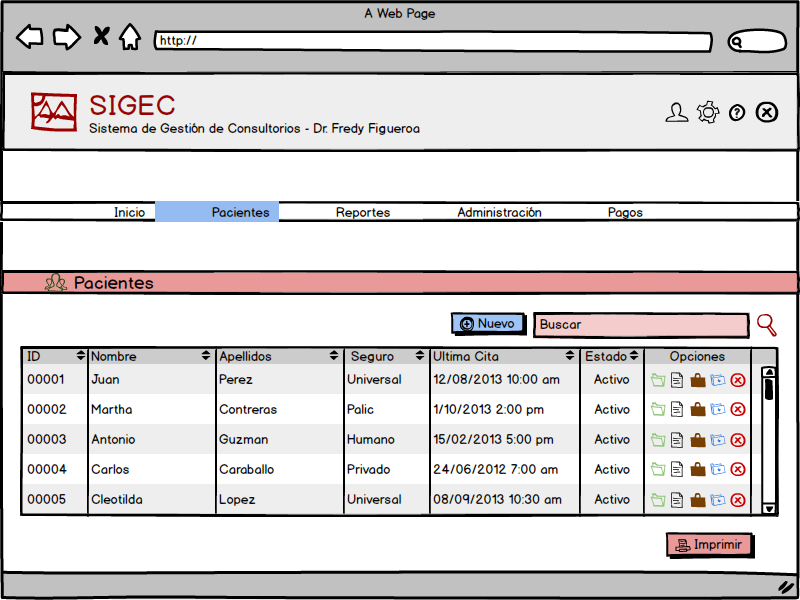 A Web Page
http://
SIGEC
Sistema de Gestión de Consultorios - Dr. Fredy Figueroa
Inicio Pacientes Reportes Administración Pagos
Pacientes
Nuevo Buscar
ID Nombre Apellidos Seguro Ultima Cita Estado Opciones
00001 Juan Perez Universal 12/08/2013 10:00 am Activo
00002 Martha Contreras Palic 1/10/2013 2:00 pm Activo
00003 Antonio Guzman Humano 15/02/2013 5:00 pm Activo
00004 Carlos Caraballo Privado 24/06/2012 7:00 am Activo
00005 Cleotilda Lopez Universal 08/09/2013 10:30 am Activo
Imprimir